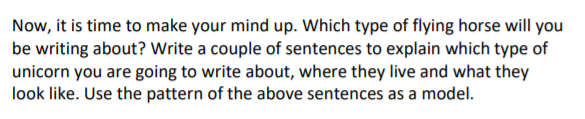 Now, it is time to make your mind up. Which type of flying horse will you
be writing about? Write a couple of sentences to explain which type of
unicorn you are going to write about, where they live and what they
look like. Use the pattern of the above sentences as a model.